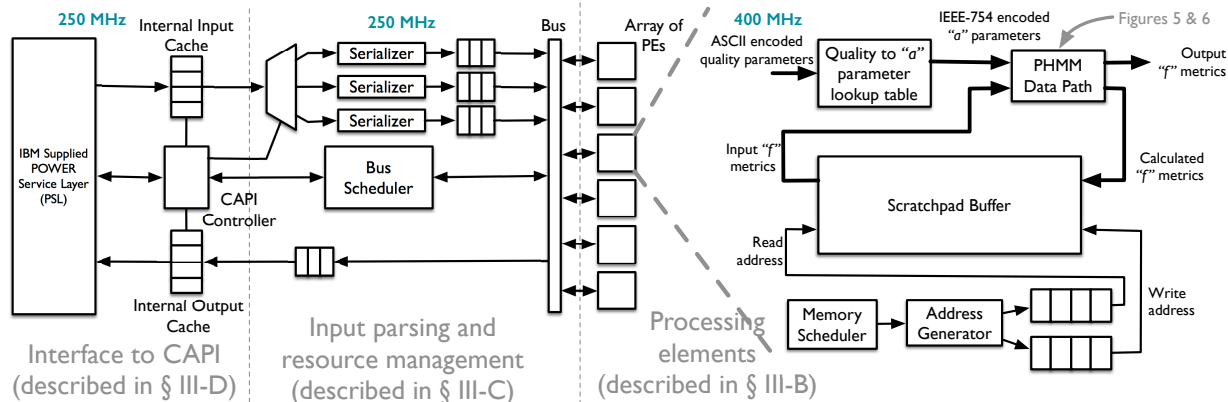 250 MHz
Internal Input
Cache
IBM Supplied
POWER
Service Layer
(PSL)
CAPI
Controller
Internal Output
Cache
Interface to CAPI
(described in § III-D)
250 MHz
Serializer
Serializer
Serializer
Bus
Scheduler
Bus
Input parsing and
resource management
(described in § III-C)
Array of
PEs
Processing
elements
(described in § III-B)
400 MHz
ASCII encoded
quality parameters
Quality to “a”
parameter
lookup table
IEEE-754 encoded
“a” parameters
Figures 5 & 6
PHMM
Data Path
Output
“f” metrics
Input “f”
metrics
Calculated
“f” metrics
Scratchpad Buffer
Read
address
Write
address
Memory
Scheduler
Address
Generator